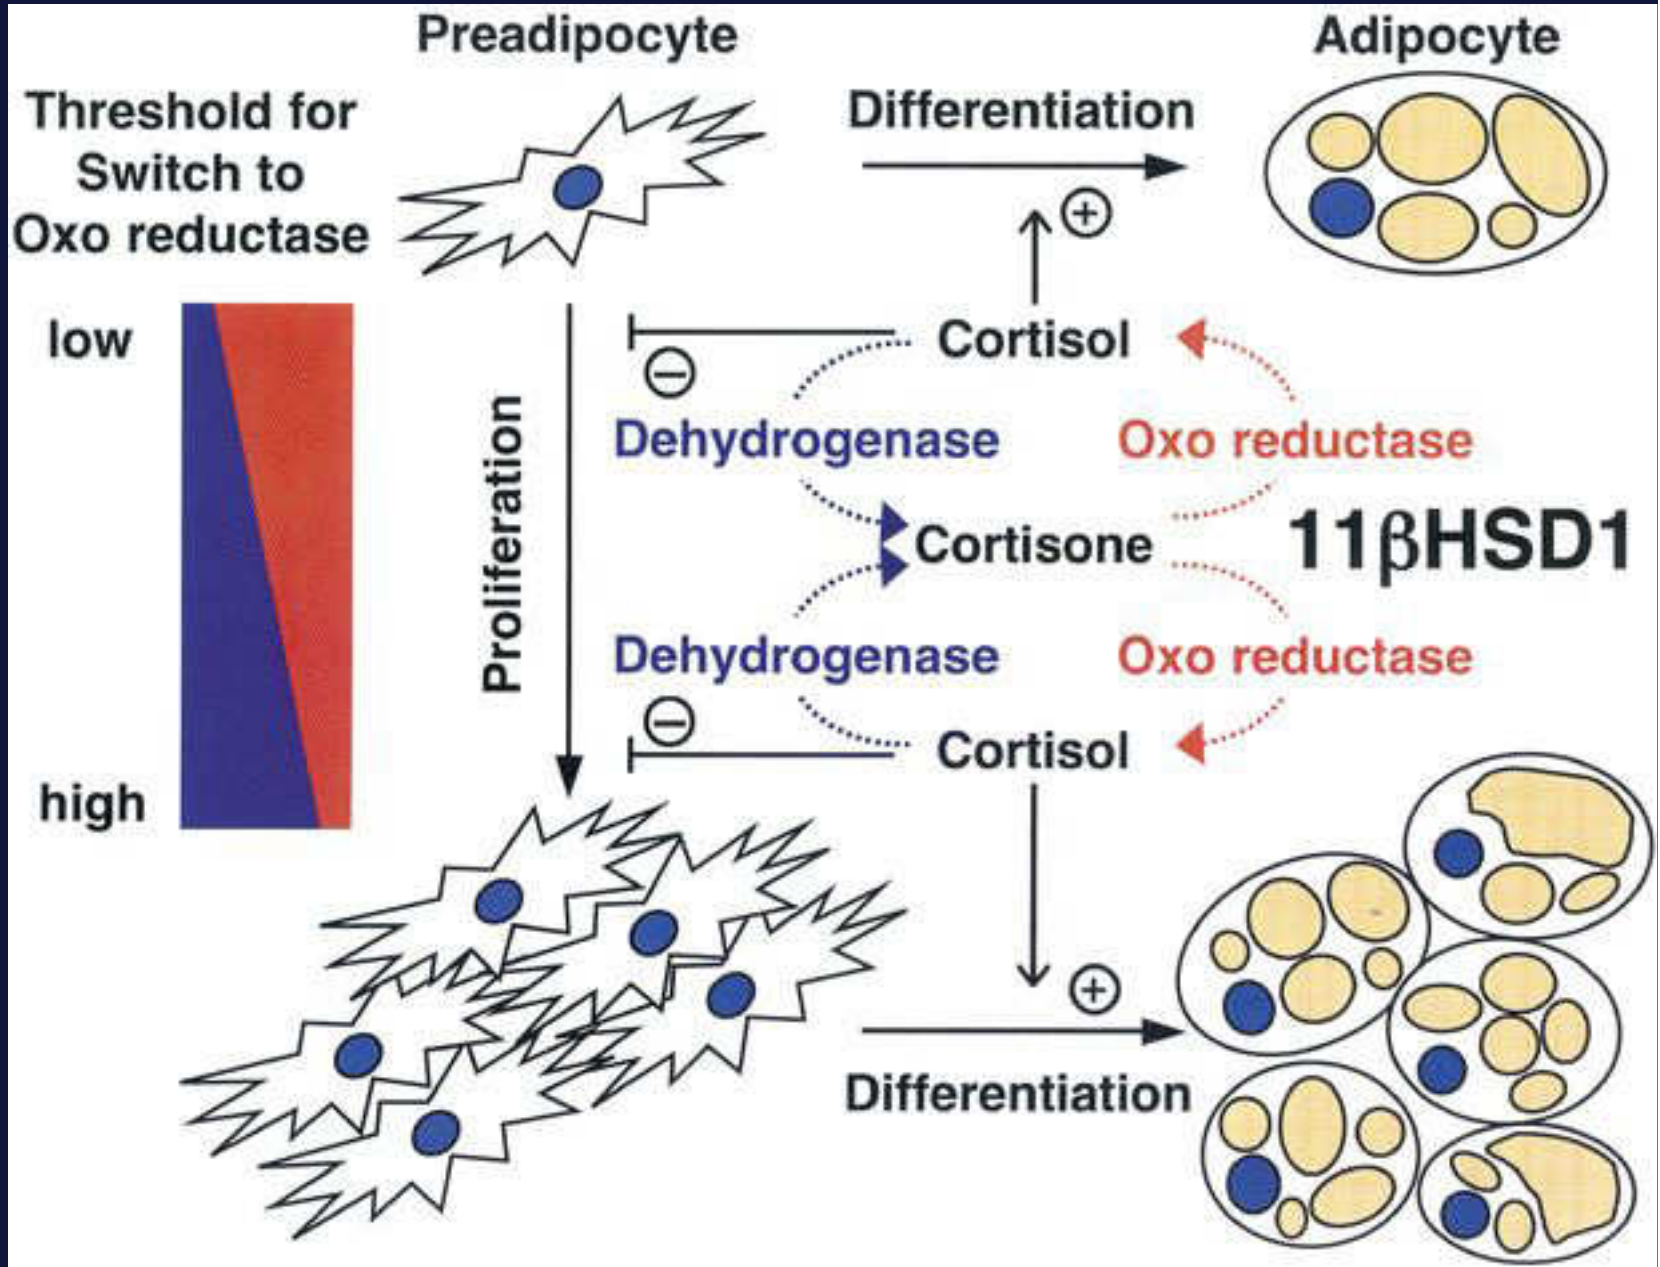 Preadipocyte
Adipocyte
Threshold for
Switch to
Oxo reductase
Differentiation
+
low
Cortisol
−
Dehydrogenase
Oxo reductase
Proliferation
Cortisone
11βHSD1
Dehydrogenase
Oxo reductase
−
Cortisol
high
+
Differentiation